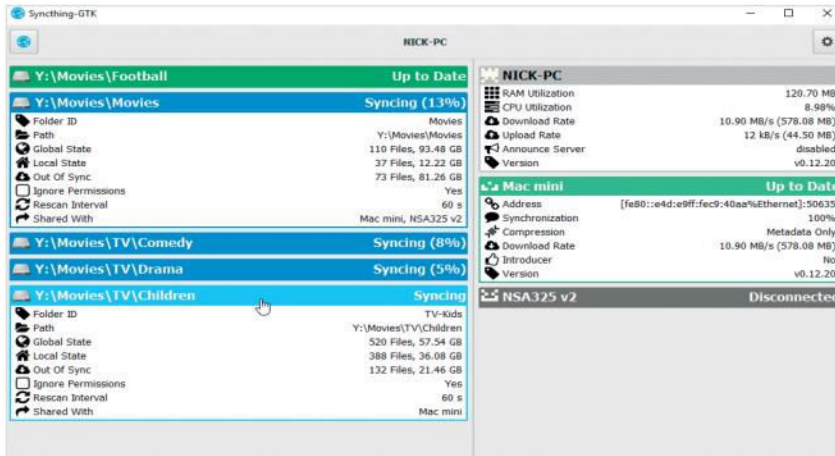 Syncthing-GTK
NICK-PC
Y:\Movies\Football Up to Date
Y:\Movies\Movies Syncing (13%)
Folder ID Movies
Path Y:\Movies\Movies
Global State 110 Files, 93.48 GB
Local State 37 Files, 12.22 GB
Out Of Sync 73 Files, 81.26 GB
Ignore Permissions Yes
Rescan Interval 60 s
Shared With Mac mini, NSA325 v2
Y:\Movies\TV\Comedy Syncing (8%)
Y:\Movies\TV\Drama Syncing (5%)
Y:\Movies\TV\Children Syncing
Folder ID TV-Kids
Path Y:\Movies\TV\Children
Global State 520 Files, 57.54 GB
Local State 388 Files, 36.08 GB
Out Of Sync 132 Files, 21.46 GB
Ignore Permissions Yes
Rescan Interval 60 s
Shared With Mac mini
NICK-PC
RAM Utilization 120.70 MB
CPU Utilization 8.98%
Download Rate 10.90 MB/s (578.08 MB)
Upload Rate 12 kB/s (44.50 MB)
Announce Server disabled
Version v0.12.20
Mac mini Up to Date
Address [fe80::e4d:e9ff:fec9:40aa%Ethernet]:50635
Synchronization 100%
Compression Metadata Only
Download Rate 10.90 MB/s (578.08 MB)
Introducer No
Version v0.12.20
NSA325 v2 Disconnected